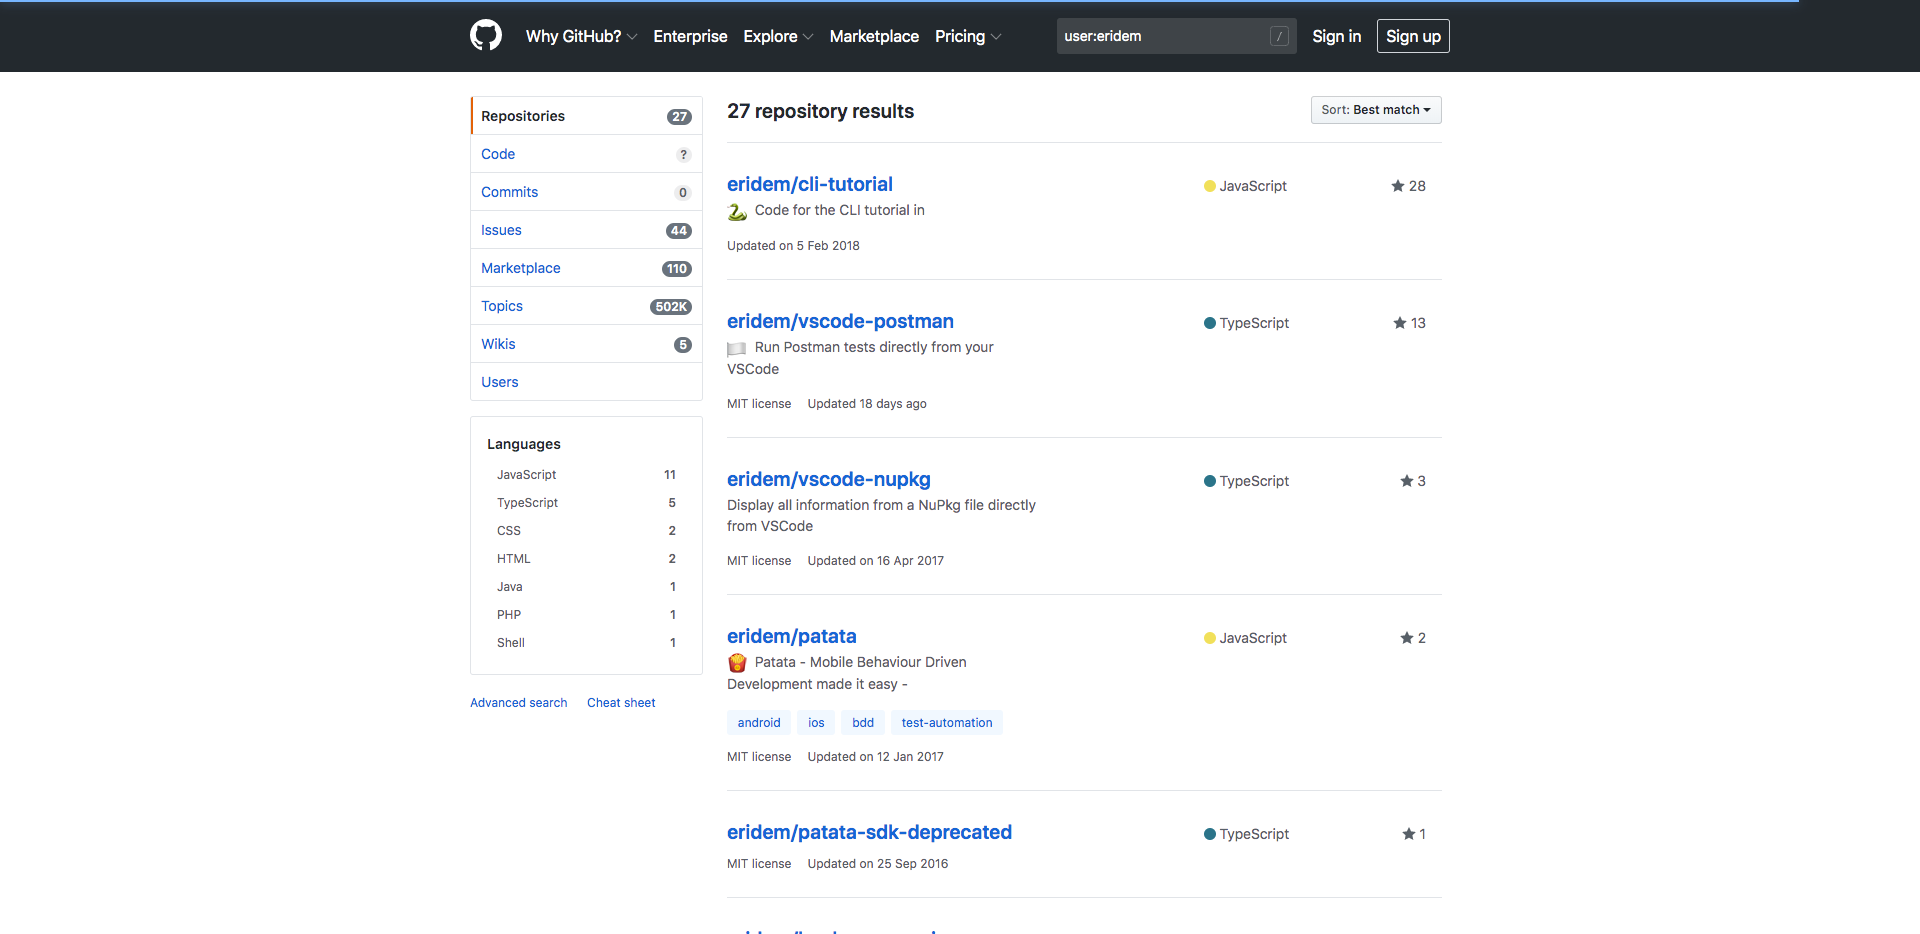 Why GitHub? Enterprise Explore Marketplace Pricing user:eridem / Sign in Sign up
Repositories 27
Code ?
Commits 0
Issues 44
Marketplace 110
Topics 502K
Wikis 5
Users
Languages
JavaScript 11
TypeScript 5
CSS 2
HTML 2
Java 1
PHP 1
Shell 1
Advanced search Cheat sheet
27 repository results
Sort: Best match
eridem/cli-tutorial
JavaScript
28
Code for the CLI tutorial in
Updated on 5 Feb 2018
eridem/vscode-postman
TypeScript
13
Run Postman tests directly from your
VSCode
MIT license Updated 18 days ago
eridem/vscode-nupkg
TypeScript
3
Display all information from a NuPkg file directly
from VSCode
MIT license Updated on 16 Apr 2017
eridem/patata
JavaScript
2
Patata - Mobile Behaviour Driven
Development made it easy -
android ios bdd test-automation
MIT license Updated on 12 Jan 2017
eridem/patata-sdk-deprecated
TypeScript
1
MIT license Updated on 25 Sep 2016